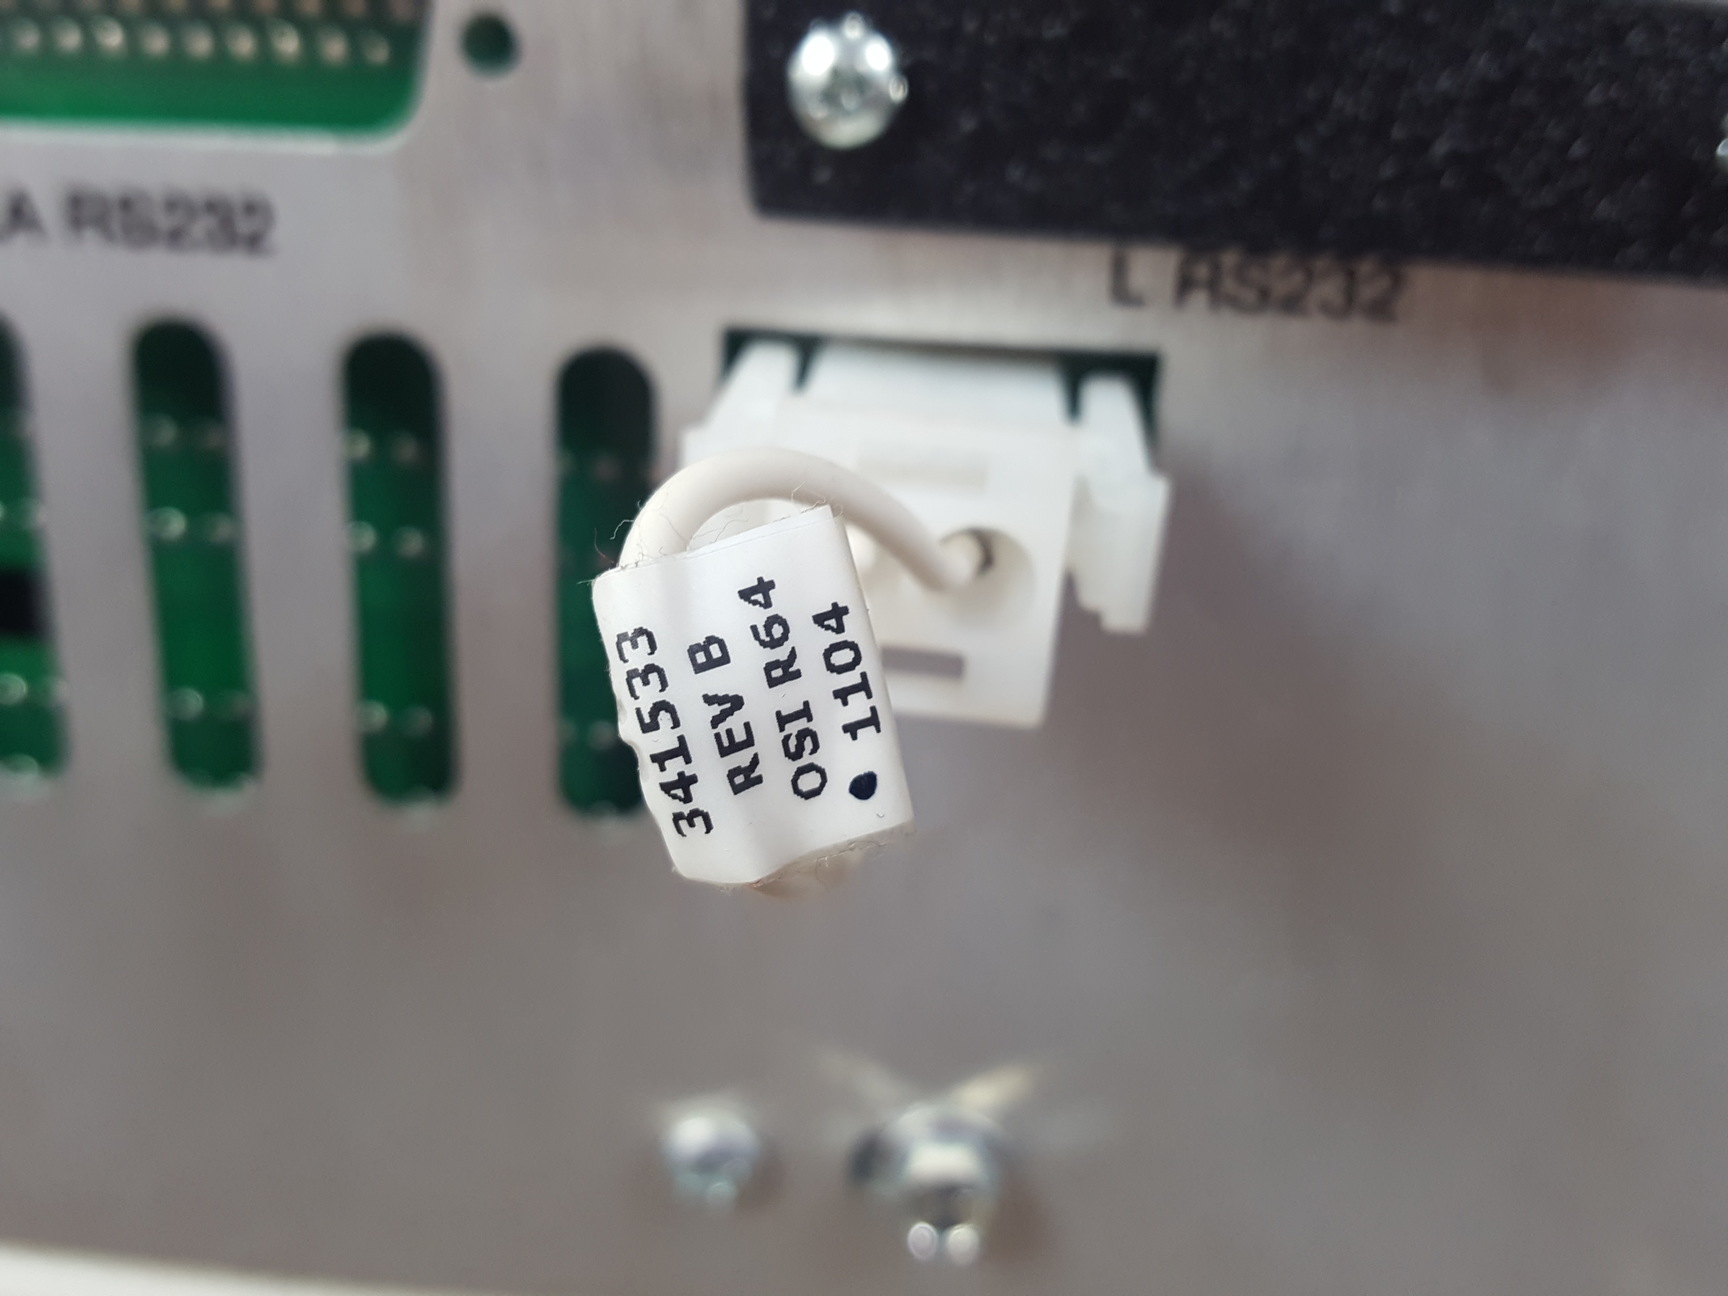 A RS232
L RS232
341533
REV B
OSI R64
● 1104